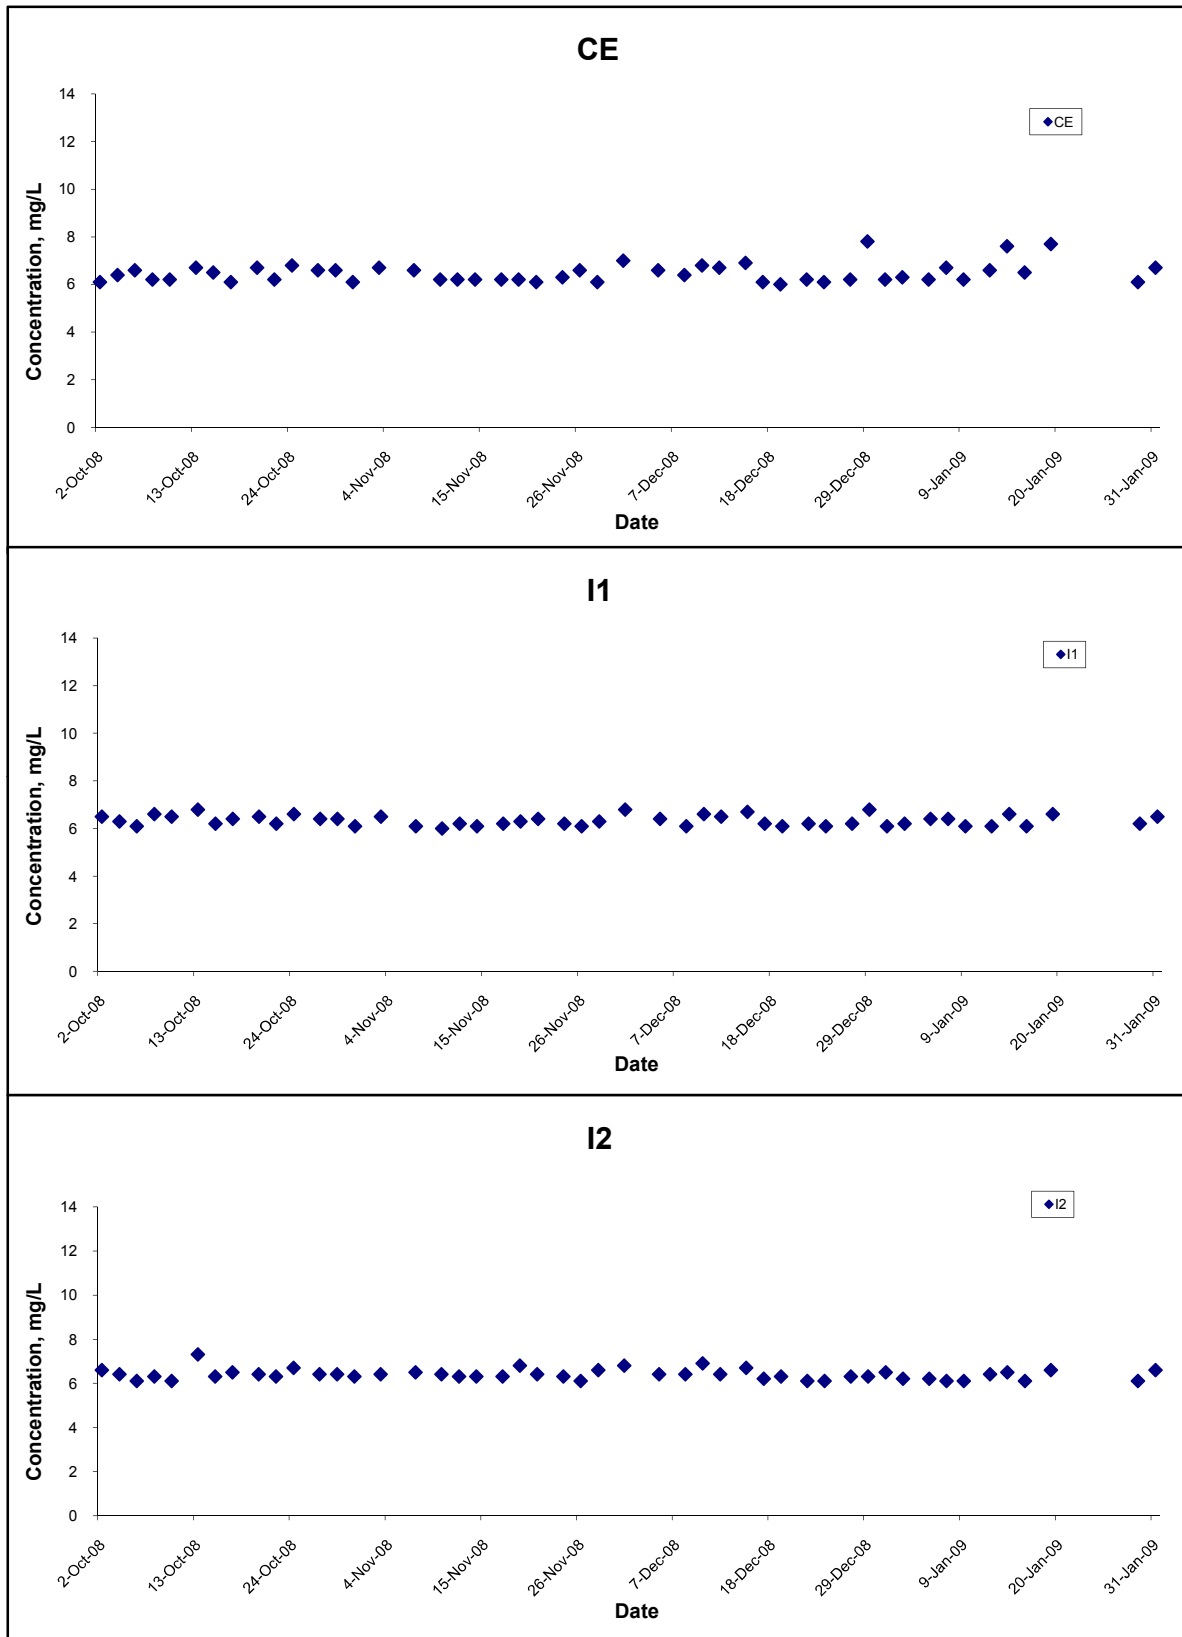 CE
CE
14
12
10
8
6
4
2
0
Concentration, mg/L
2-Oct-08
13-Oct-08
24-Oct-08
4-Nov-08
15-Nov-08
26-Nov-08
7-Dec-08
18-Dec-08
29-Dec-08
9-Jan-09
20-Jan-09
31-Jan-09
Date
I1
I1
14
12
10
8
6
4
2
0
Concentration, mg/L
2-Oct-08
13-Oct-08
24-Oct-08
4-Nov-08
15-Nov-08
26-Nov-08
7-Dec-08
18-Dec-08
29-Dec-08
9-Jan-09
20-Jan-09
31-Jan-09
Date
I2
I2
14
12
10
8
6
4
2
0
Concentration, mg/L
2-Oct-08
13-Oct-08
24-Oct-08
4-Nov-08
15-Nov-08
26-Nov-08
7-Dec-08
18-Dec-08
29-Dec-08
9-Jan-09
20-Jan-09
31-Jan-09
Date